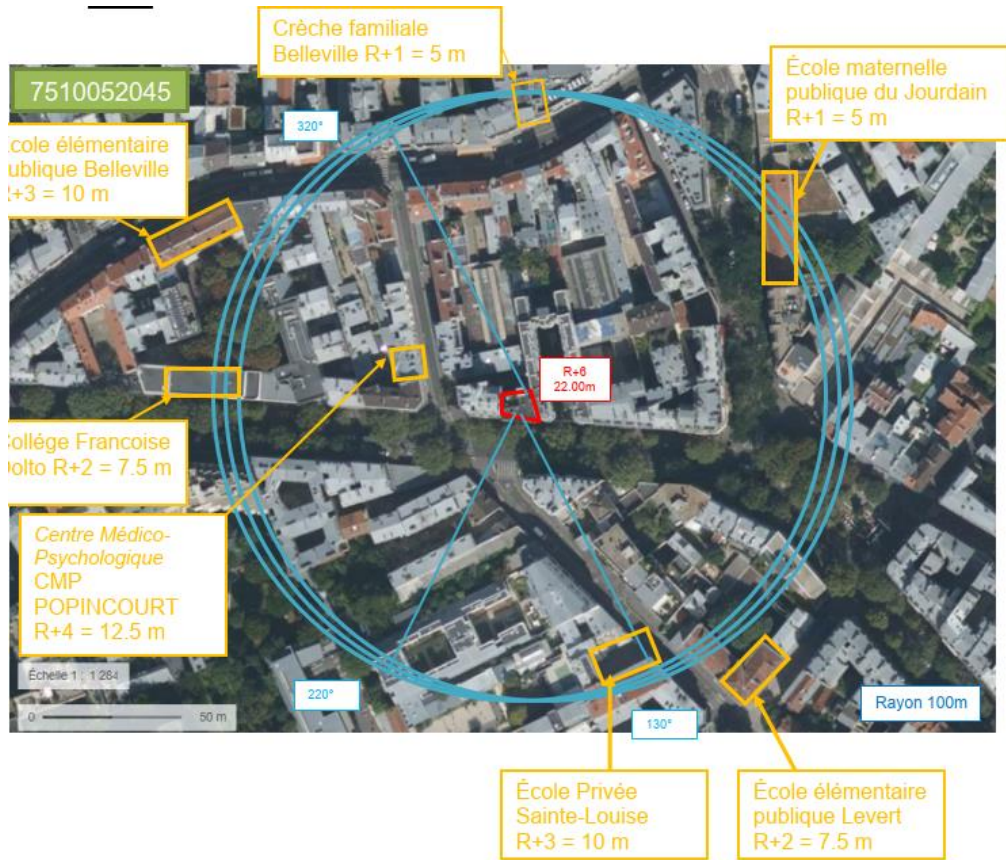 Crèche familiale
Belleville R+1 = 5 m
École maternelle
publique du Jourdain
R+1 = 5 m
7510052045
320°
cole élémentaire
ublique Belleville
R+3 = 10 m
R+6
22.00m
ollége Francoise
olto R+2 = 7.5 m
Centre Médico-
Psychologique
CMP
POPINCOURT
R+4 = 12.5 m
Échelle 1 : 1 284
0 50 m
220°
130°
Rayon 100m
École Privée
Sainte-Louise
R+3 = 10 m
École élémentaire
publique Levert
R+2 = 7.5 m